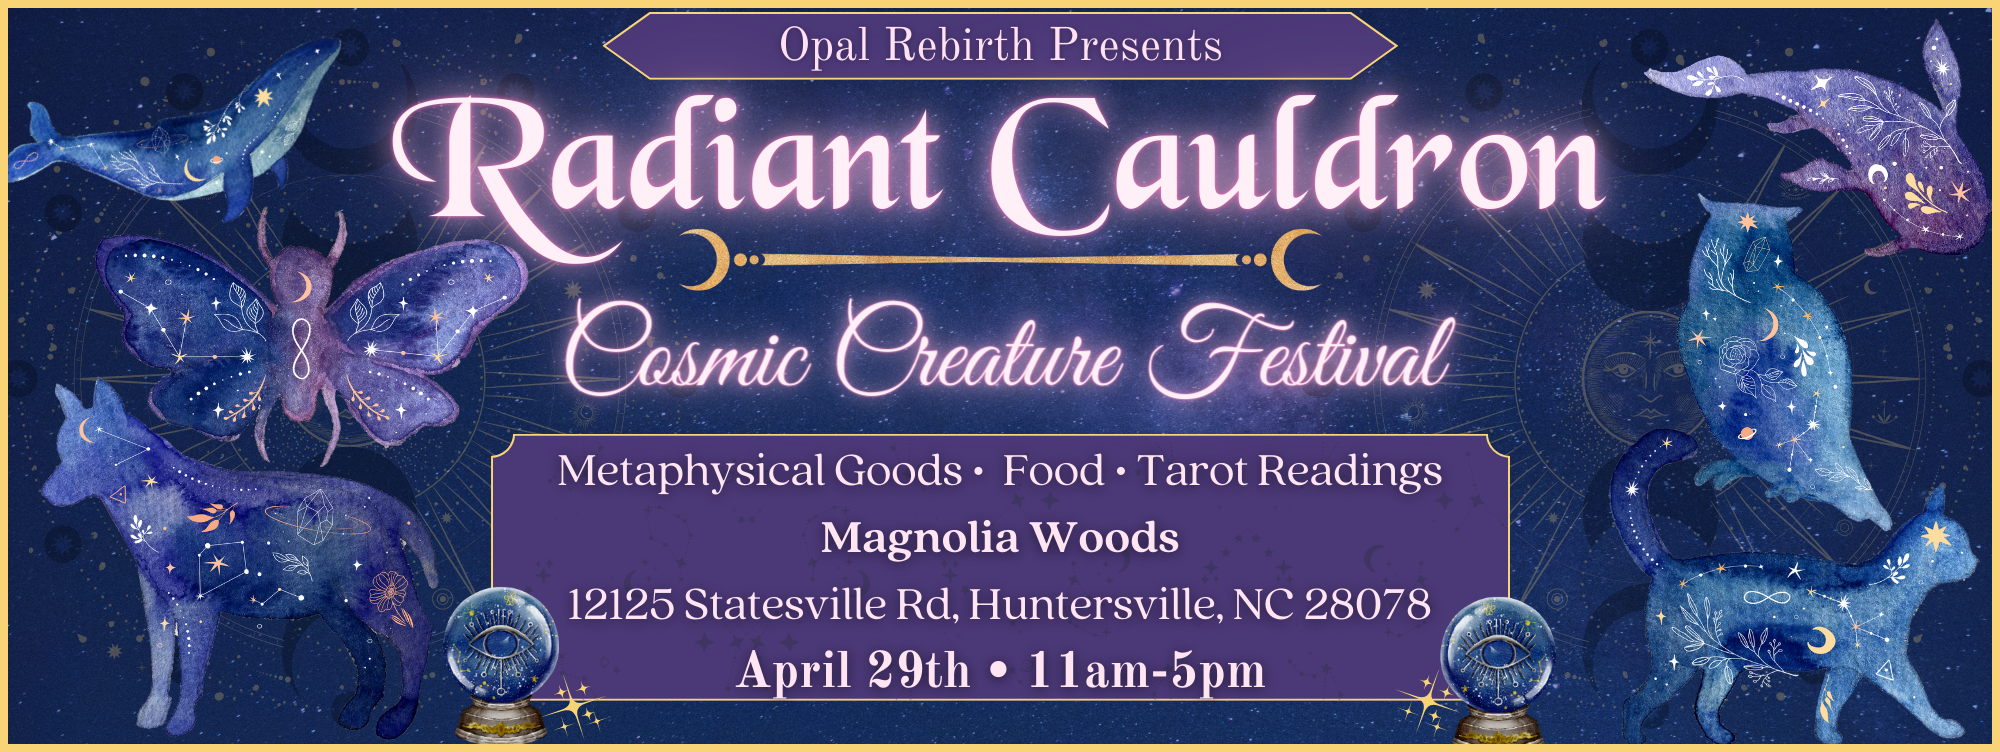 Opal Rebirth Presents
Radiant Cauldron
Cosmic Creature Festival
Metaphysical Goods • Food • Tarot Readings
Magnolia Woods
12125 Statesville Rd, Huntersville, NC 28078
April 29th • 11am-5pm